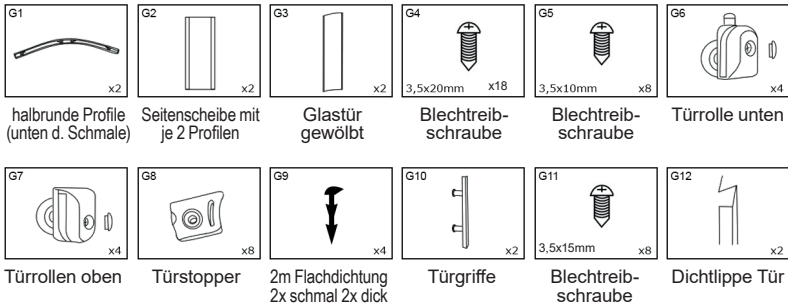 G1
x2
halbrunde Profile
(unten d. Schmale)
G2
x2
Seitenscheibe mit
je 2 Profilen
G3
x2
Glastür
gewölbt
G4
3,5x20mm x18
Blechtreib-
schraube
G5
3,5x10mm x8
Blechtreib-
schraube
G6
x4
Türrolle unten
G7
x4
Türrollen oben
G8
x8
Türstopper
G9
x4
2m Flachdichtung
2x schmal 2x dick
G10
x2
Türgriffe
G11
3,5x15mm x8
Blechtreib-
schraube
G12
x2
Dichtlippe Tür